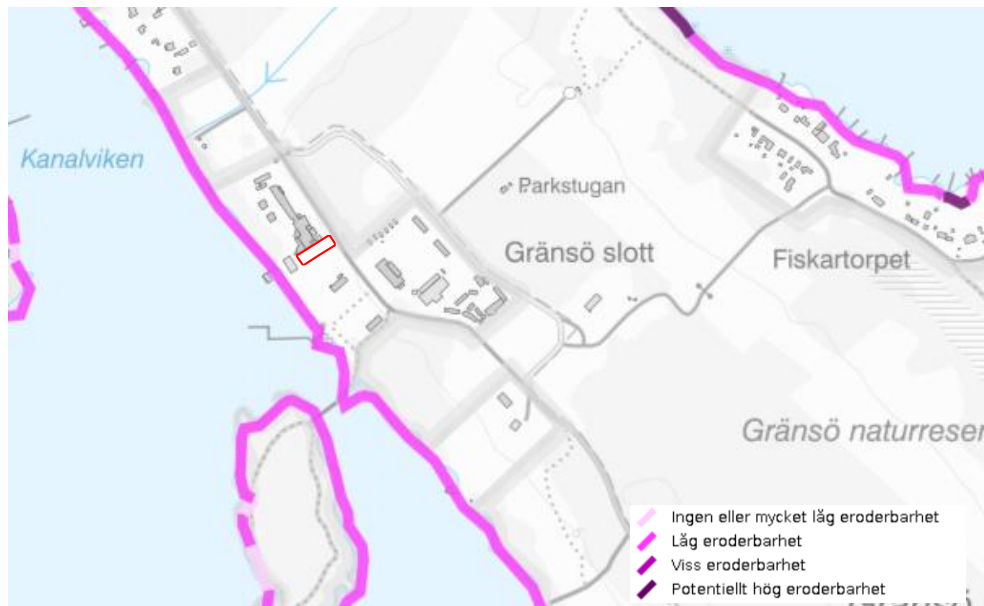 Kanalviken
Parkstugan
Gränsö slott
Fiskartorpet
Gränsö naturreser
Ingen eller mycket låg eroderbarhet
Låg eroderbarhet
Viss eroderbarhet
Potentiellt hög eroderbarhet